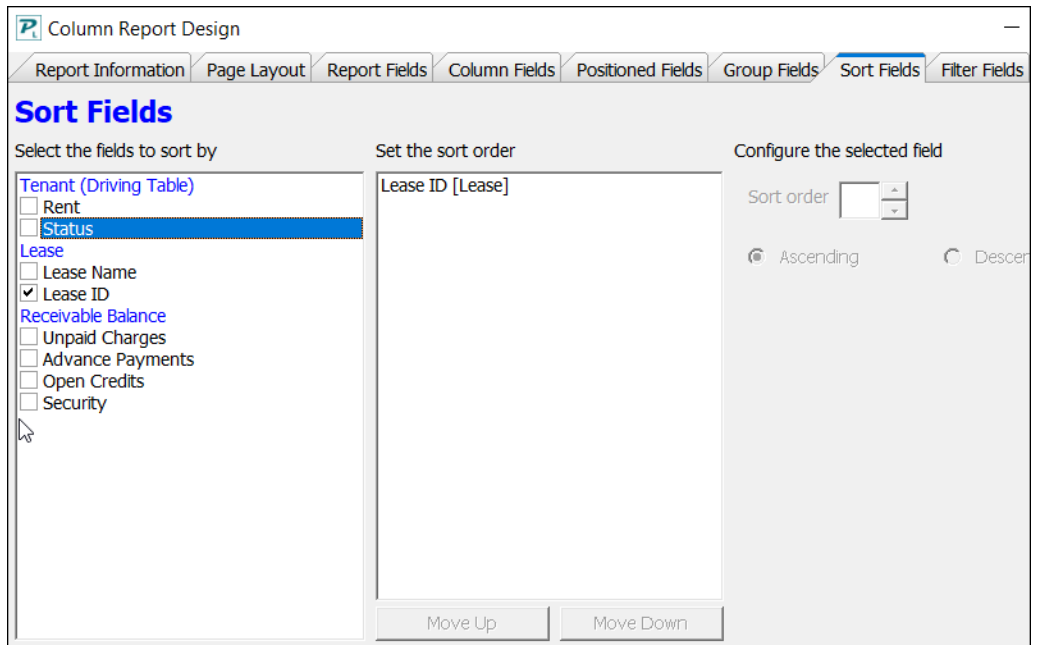 PL Column Report Design
Report Information Page Layout Report Fields Column Fields Positioned Fields Group Fields Sort Fields Filter Fields
Sort Fields
Select the fields to sort by
Tenant (Driving Table)
Rent
Status
Lease
Lease Name
Lease ID
Receivable Balance
Unpaid Charges
Advance Payments
Open Credits
Security
Set the sort order
Lease ID [Lease]
Move Up Move Down
Configure the selected field
Sort order
Ascending Descen